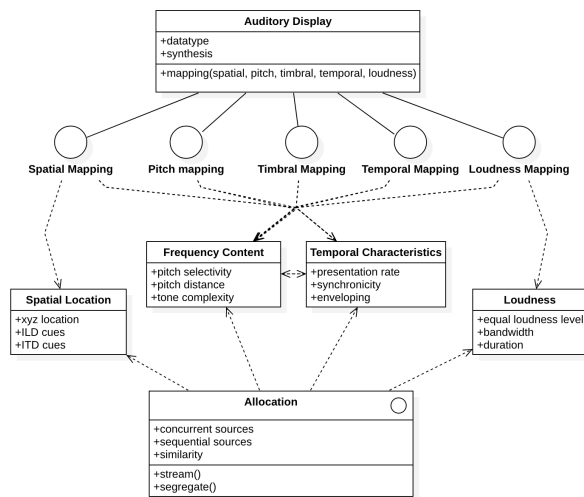 Auditory Display
+datatype
+synthesis
+mapping(spatial, pitch, timbral, temporal, loudness)
Spatial Mapping
Pitch mapping
Timbral Mapping
Temporal Mapping
Loudness Mapping
Frequency Content
+pitch selectivity
+pitch distance
+tone complexity
Temporal Characteristics
+presentation rate
+synchronicity
+enveloping
Spatial Location
+xyz location
+ILD cues
+ITD cues
Loudness
+equal loudness level
+bandwidth
+duration
Allocation
+concurrent sources
+sequential sources
+similarity
+stream()
+segregate()